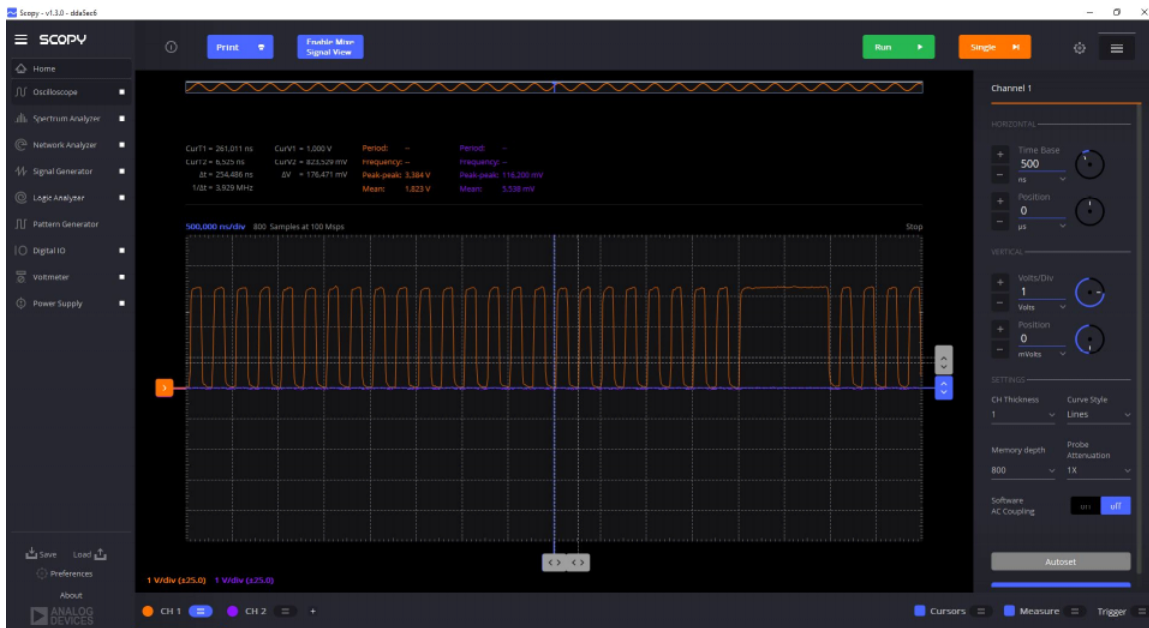 Scopy - v1.3.0 - dda5ec6
SCOPY
Print
Enable Mixe
Signal View
Run
Single
Home
Oscilloscope
Spectrum Analyzer
Network Analyzer
Signal Generator
Logic Analyzer
Pattern Generator
Digital IO
Voltmeter
Power Supply
Save
Load
Preferences
About
ANALOG
DEVICES
CurT1 = 261,011 ns CurV1 = 1,000 V Period: -- Period: --
CurT2 = 6,525 ns CurV2 = 823,529 mV Frequency: -- Frequency: --
Δt = 254,486 ns ΔV = 176,471 mV Peak-peak: 3,384 V Peak-peak: 116,200 mV
1/Δt = 3,929 MHz Mean: 1,823 V Mean: 5,538 mV
500,000 ns/div 800 Samples at 100 Msps Stop
1 V/div (±25.0) 1 V/div (±25.0)
CH 1
CH 2
+
Cursors
Measure
Trigger
Channel 1
HORIZONTAL
+
Time Base
500
-
ns
+
Position
0
-
µs
VERTICAL
+
Volts/Div
1
-
Volts
+
Position
0
-
mVolts
SETTINGS
CH Thickness Curve Style
1 Lines
Memory depth
Probe
Attenuation
800 1X
Software
AC Coupling
on off
Autoset